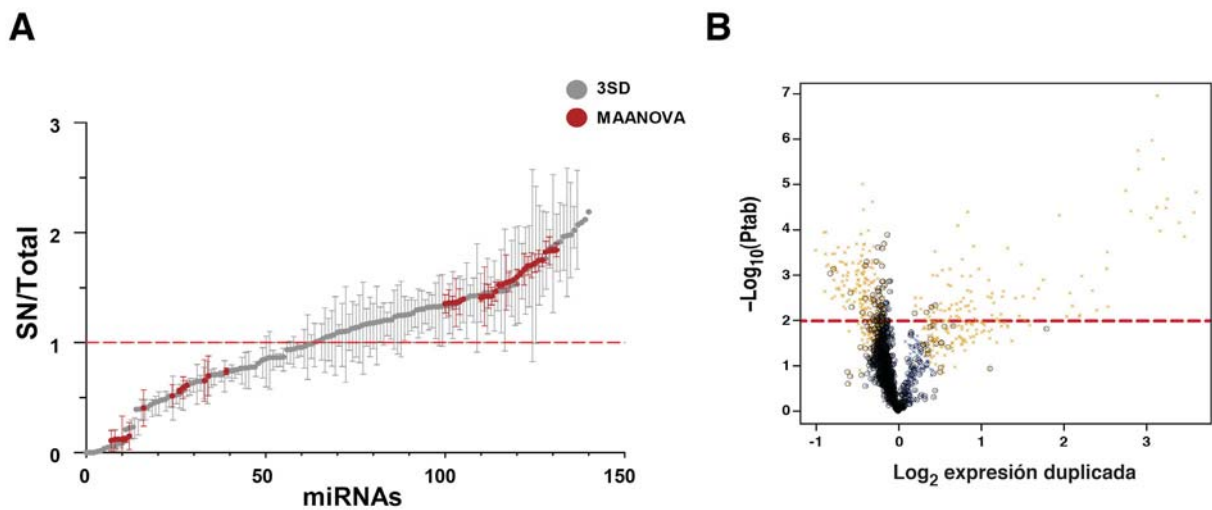 A
3SD
MAANOVA
3
2
1
0
SN/Total
0 50 100 150
miRNAs
B
7
6
5
4
3
2
1
0
–Log10(Ptab)
-1 0 1 2 3
Log2 expresión duplicada